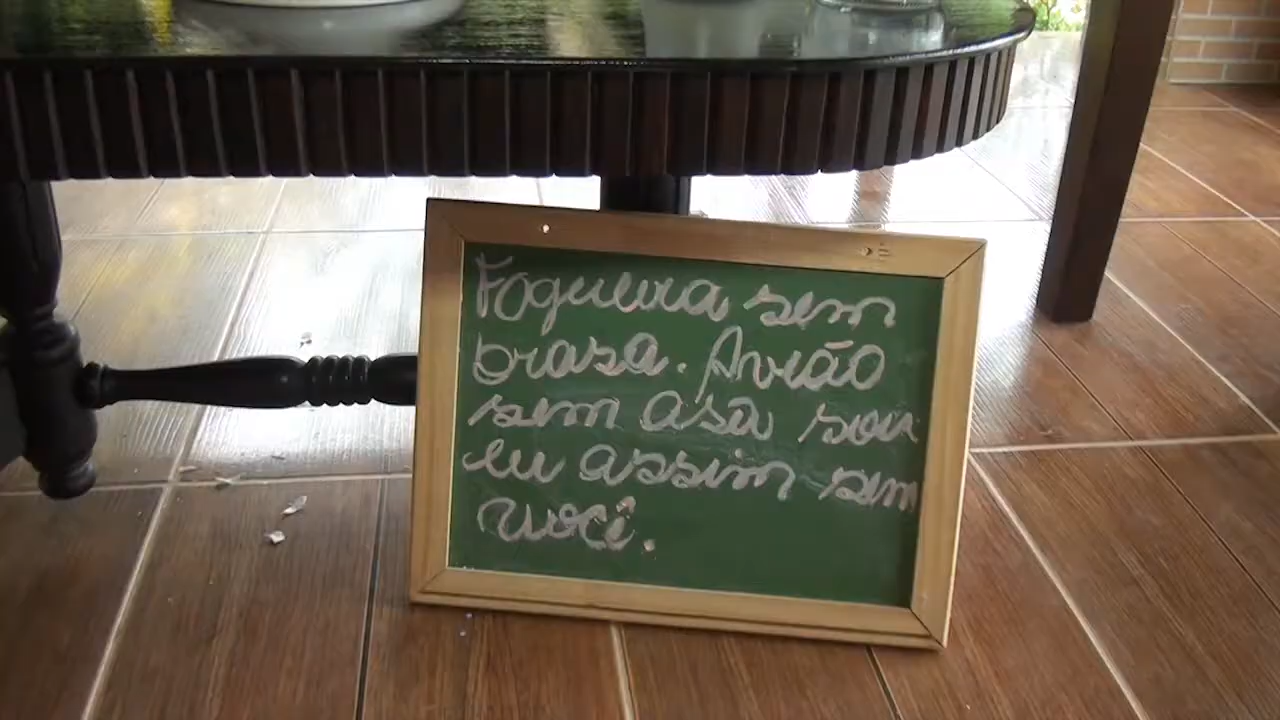 Fogueira sem
brasa. Avião
sem asa sou
eu assim sem
você.